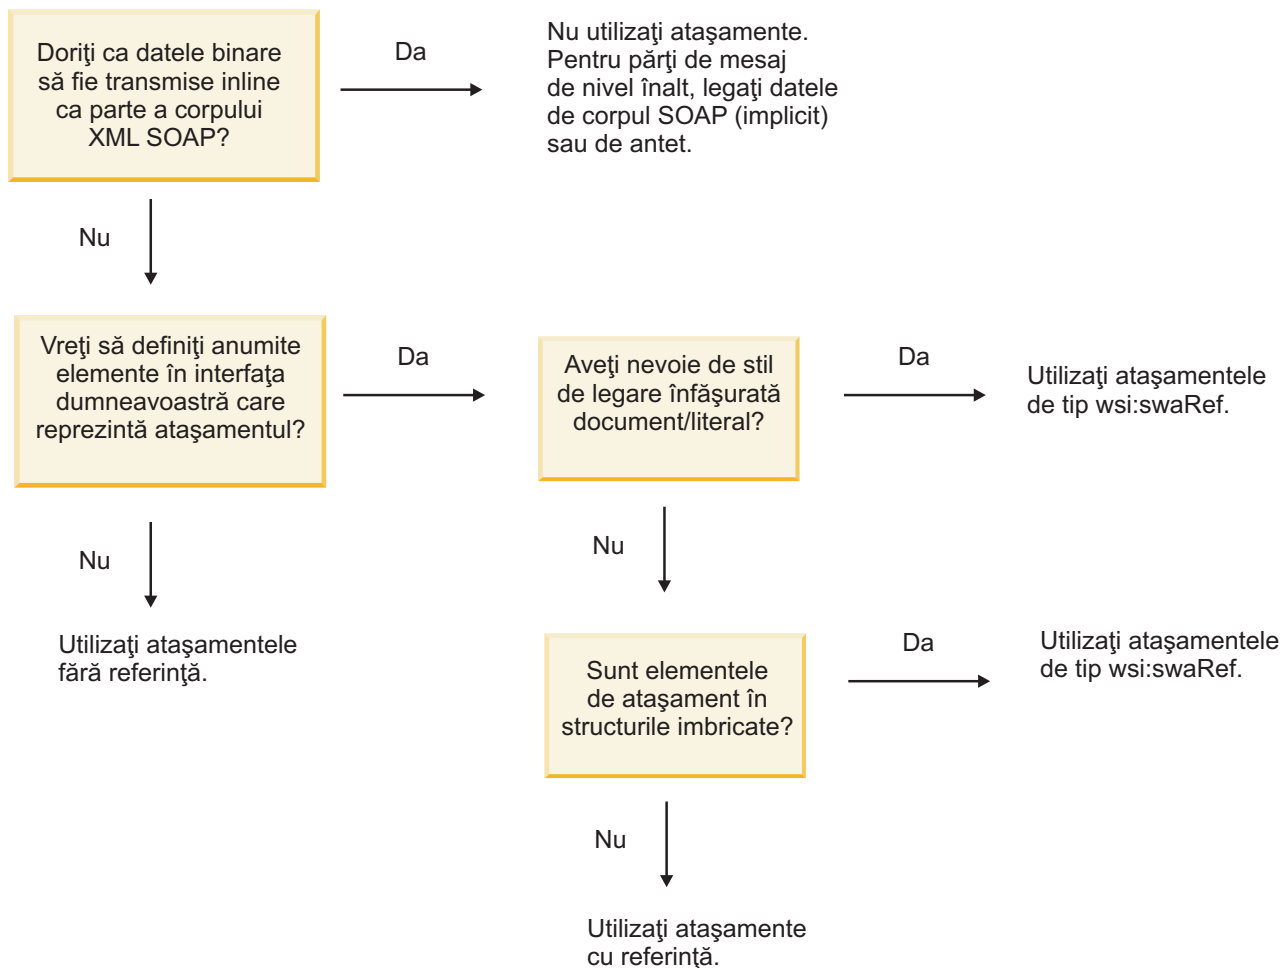 Doriţi ca datele binare
să fie transmise inline
ca parte a corpului
XML SOAP?
Da
Nu utilizaţi ataşamente.
Pentru părţi de mesaj
de nivel înalt, legaţi datele
de corpul SOAP (implicit)
sau de antet.
Nu
Vreţi să definiţi anumite
elemente în interfaţa
dumneavoastră care
reprezintă ataşamentul?
Da
Aveţi nevoie de stil
de legare înfăşurată
document/literal?
Da
Utilizaţi ataşamentele
de tip wsi:swaRef.
Nu
Utilizaţi ataşamentele
fără referinţă.
Nu
Sunt elementele
de ataşament în
structurile imbricate?
Da
Utilizaţi ataşamentele
de tip wsi:swaRef.
Nu
Utilizaţi ataşamente
cu referinţă.